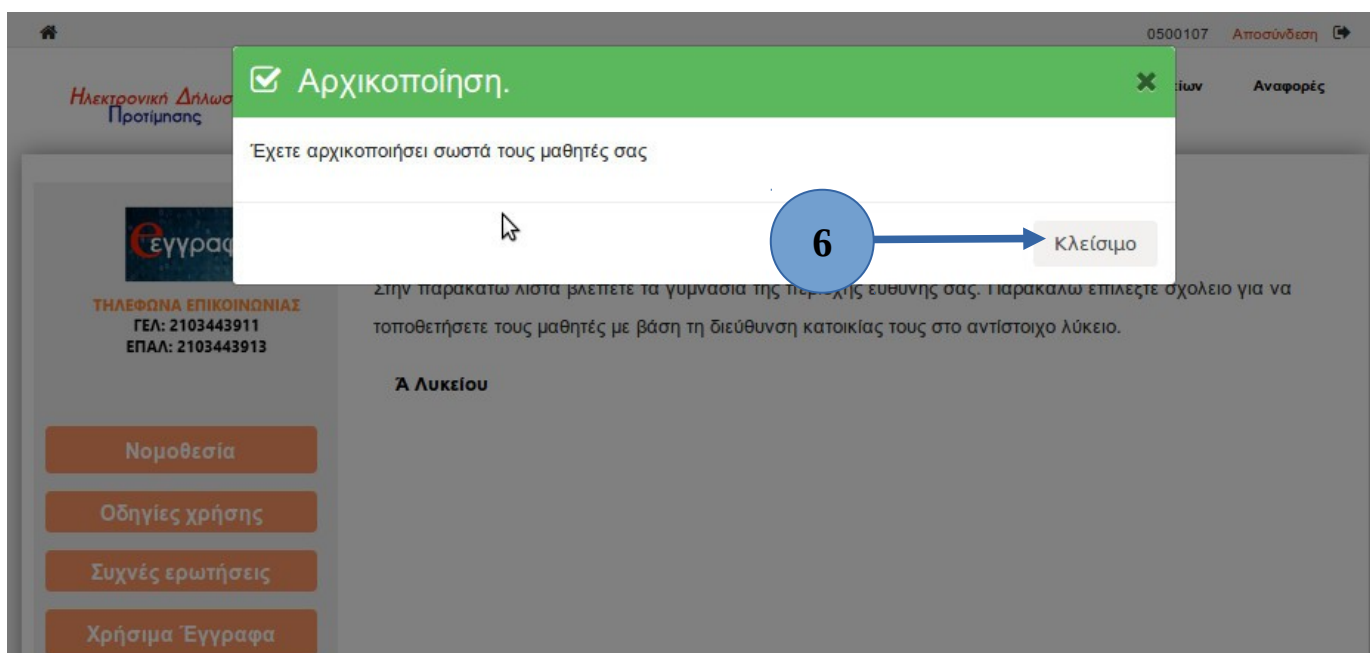 0500107 Αποσύνδεση
Αρχικοποίηση.
Ηλεκτρονική Δήλωσ
Προτίμησης
ίων Αναφορές
Έχετε αρχικοποιήσει σωστά τους μαθητές σας
6
Κλείσιμο
eεγγραφ
Στην παρακάτω λίστα βλέπετε τα γυμνάσια της περιοχής ευθύνης σας. Παρακαλώ επιλέξτε σχολείο για να
τοποθετήσετε τους μαθητές με βάση τη διεύθυνση κατοικίας τους στο αντίστοιχο λύκειο.
ΤΗΛΕΦΩΝΑ ΕΠΙΚΟΙΝΩΝΙΑΣ
ΓΕΛ: 2103443911
ΕΠΑΛ: 2103443913
Ά Λυκείου
Νομοθεσία
Οδηγίες χρήσης
Συχνές ερωτήσεις
Χρήσιμα Έγγραφα